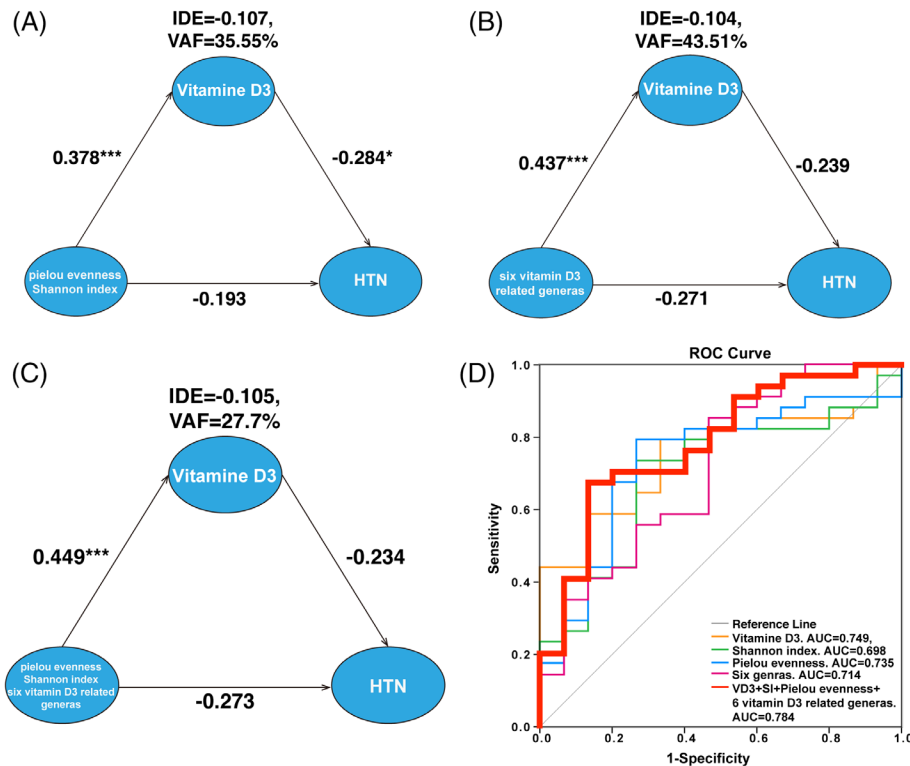 (A)
IDE=-0.107,
VAF=35.55%
Vitamine D3
0.378***
-0.284*
pielou evenness
Shannon index
HTN
-0.193
(B)
IDE=-0.104,
VAF=43.51%
Vitamine D3
0.437***
-0.239
six vitamin D3
related generas
HTN
-0.271
(C)
IDE=-0.105,
VAF=27.7%
Vitamine D3
0.449***
-0.234
pielou evenness
Shannon index
six vitamin D3 related
generas
HTN
-0.273
(D)
ROC Curve
Sensitivity
1.0
0.8
0.6
0.4
0.2
0.0
Reference Line
Vitamine D3. AUC=0.749,
Shannon index. AUC=0.698
Pielou evenness. AUC=0.735
Six genras. AUC=0.714
VD3+SI+Pielou evenness+
6 vitamin D3 related generas.
AUC=0.784
0.0 0.2 0.4 0.6 0.8 1.0
1-Specificity